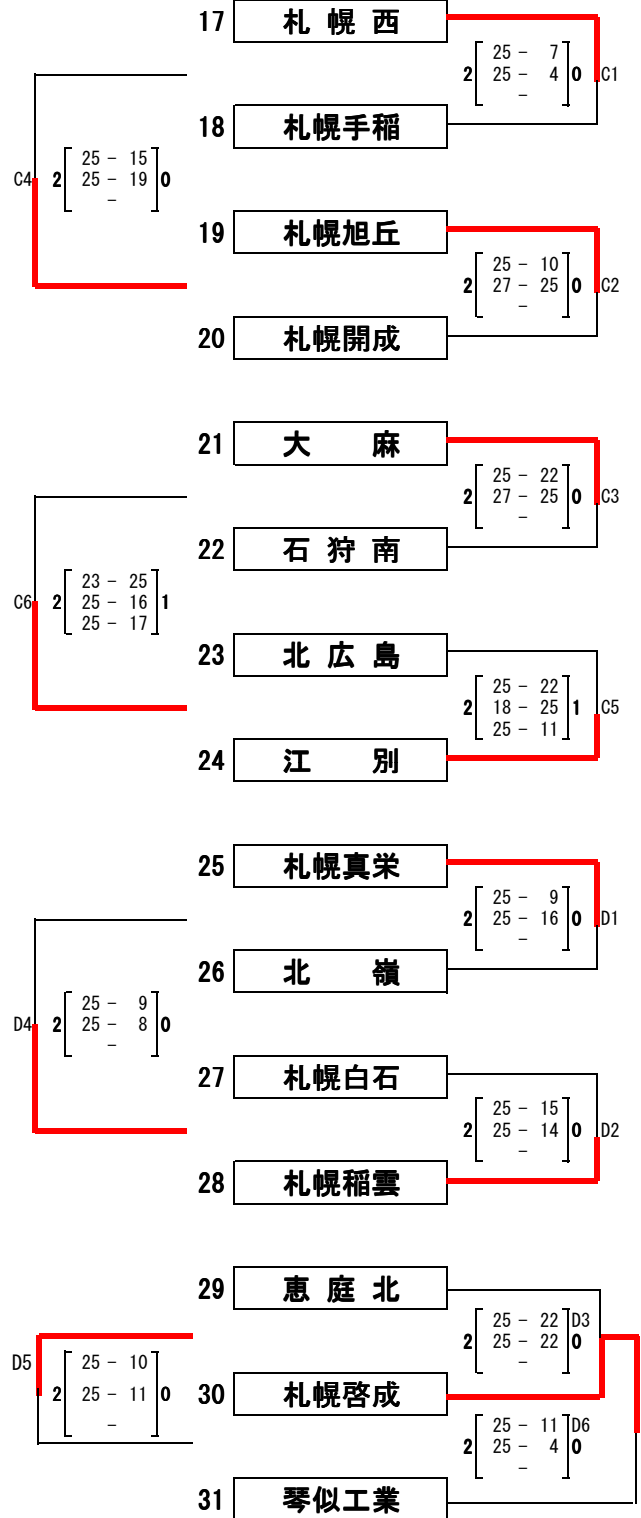 17 札幌西
25 - 7
2 25 - 4 0 C1
-
18 札幌手稲
25 - 15
C4 2 25 - 19 0
-
19 札幌旭丘
25 - 10
2 27 - 25 0 C2
-
20 札幌開成
21 大麻
25 - 22
2 27 - 25 0 C3
-
22 石狩南
23 - 25
C6 2 25 - 16 1
25 - 17
23 北広島
25 - 22
2 18 - 25 1 C5
25 - 11
24 江別
25 札幌真栄
25 - 9
2 25 - 16 0 D1
-
26 北嶺
25 - 9
D4 2 25 - 8 0
-
27 札幌白石
25 - 15
2 25 - 14 0 D2
-
28 札幌稲雲
29 恵庭北
25 - 22 D3
2 25 - 22 0
-
D5 25 - 10
2 25 - 11 0
-
30 札幌啓成
25 - 11 D6
2 25 - 4 0
-
31 琴似工業